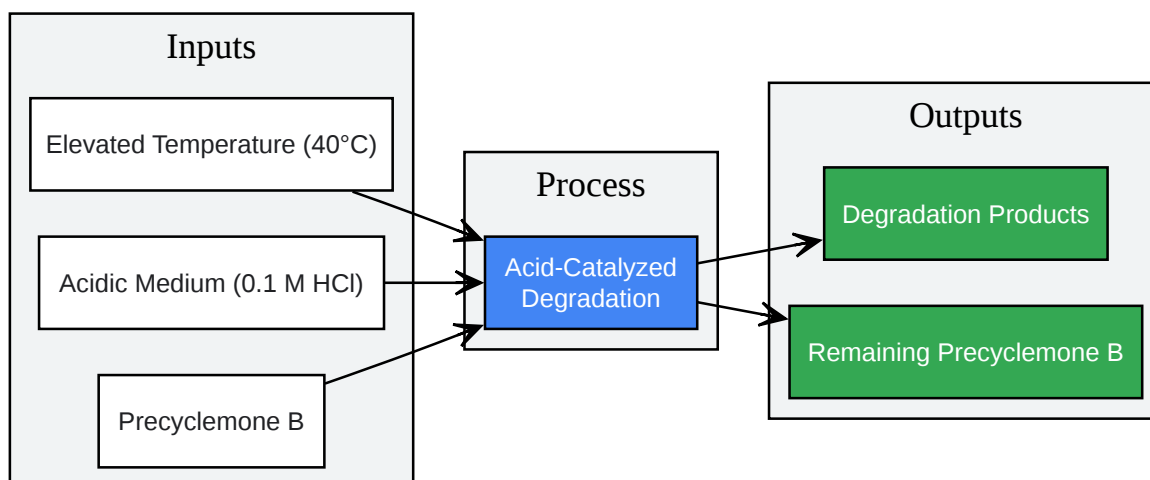 Inputs
Elevated Temperature (40°C)
Acidic Medium (0.1 M HCl)
Precyclemone B
Process
Acid-Catalyzed
Degradation
Outputs
Degradation Products
Remaining Precyclemone B